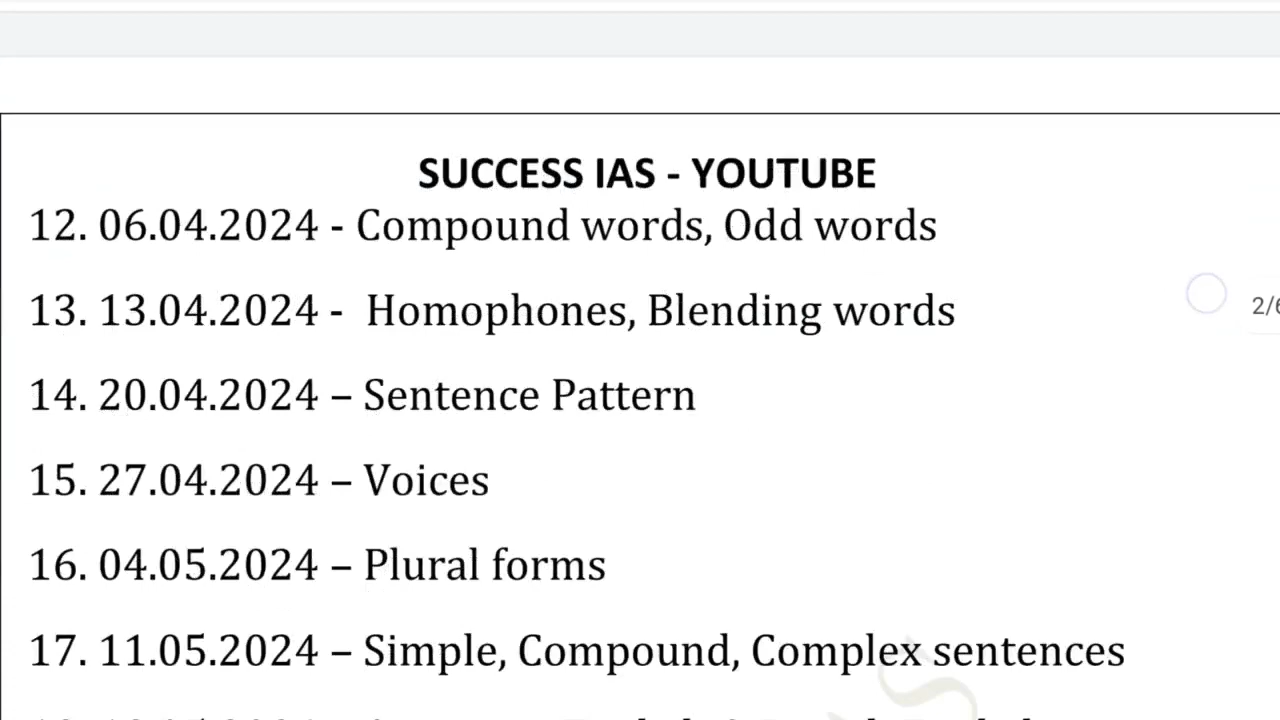 SUCCESS IAS - YOUTUBE
12. 06.04.2024 - Compound words, Odd words
13. 13.04.2024 - Homophones, Blending words
2/6
14. 20.04.2024 – Sentence Pattern
15. 27.04.2024 – Voices
16. 04.05.2024 – Plural forms
17. 11.05.2024 – Simple, Compound, Complex sentences